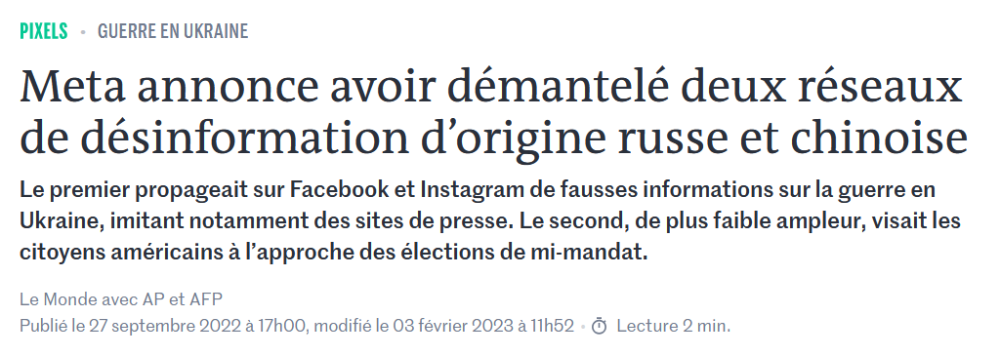 PIXELS • GUERRE EN UKRAINE
Meta annonce avoir démantelé deux réseaux
de désinformation d’origine russe et chinoise
Le premier propageait sur Facebook et Instagram de fausses informations sur la guerre en
Ukraine, imitant notamment des sites de presse. Le second, de plus faible ampleur, visait les
citoyens américains à l’approche des élections de mi-mandat.
Le Monde avec AP et AFP
Publié le 27 septembre 2022 à 17h00, modifié le 03 février 2023 à 11h52 • Lecture 2 min.